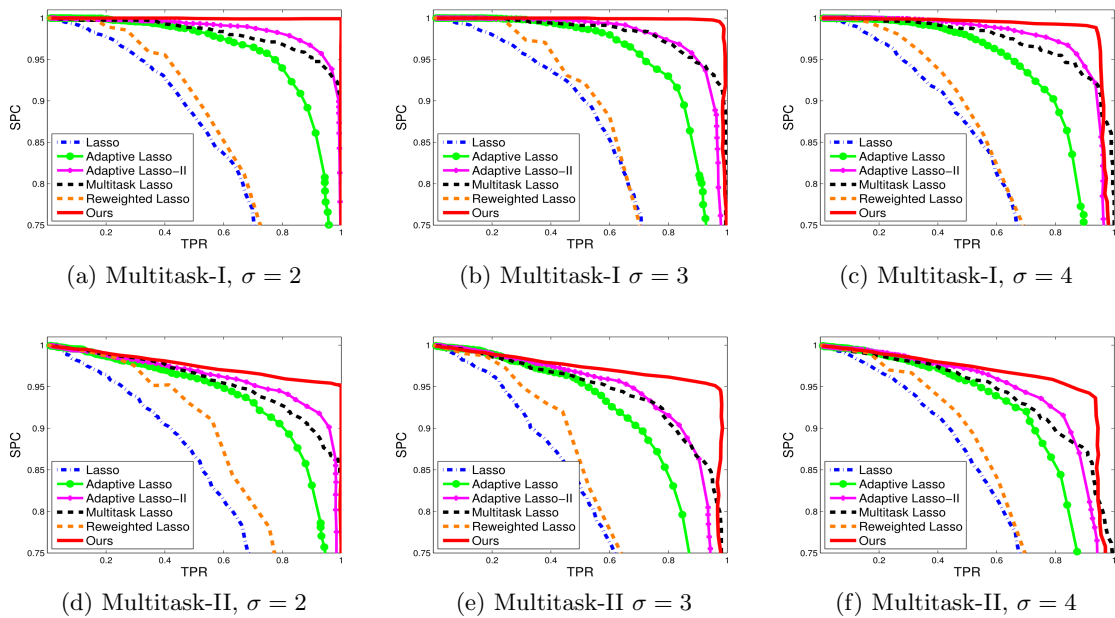 1
0.95
0.9
0.85
0.8
0.75
SPC
Lasso
Adaptive Lasso
Adaptive Lasso-II
Multitask Lasso
Reweighted Lasso
Ours
0.2 0.4 0.6 0.8 1
TPR
(a) Multitask-I, σ = 2
1
0.95
0.9
0.85
0.8
0.75
SPC
Lasso
Adaptive Lasso
Adaptive Lasso-II
Multitask Lasso
Reweighted Lasso
Ours
0.2 0.4 0.6 0.8 1
TPR
(b) Multitask-I σ = 3
1
0.95
0.9
0.85
0.8
0.75
SPC
Lasso
Adaptive Lasso
Adaptive Lasso-II
Multitask Lasso
Reweighted Lasso
Ours
0.2 0.4 0.6 0.8 1
TPR
(c) Multitask-I, σ = 4
1
0.95
0.9
0.85
0.8
0.75
SPC
Lasso
Adaptive Lasso
Adaptive Lasso-II
Multitask Lasso
Reweighted Lasso
Ours
0.2 0.4 0.6 0.8 1
TPR
(d) Multitask-II, σ = 2
1
0.95
0.9
0.85
0.8
0.75
SPC
Lasso
Adaptive Lasso
Adaptive Lasso-II
Multitask Lasso
Reweighted Lasso
Ours
0.2 0.4 0.6 0.8 1
TPR
(e) Multitask-II σ = 3
1
0.95
0.9
0.85
0.8
0.75
SPC
Lasso
Adaptive Lasso
Adaptive Lasso-II
Multitask Lasso
Reweighted Lasso
Ours
0.2 0.4 0.6 0.8 1
TPR
(f) Multitask-II, σ = 4